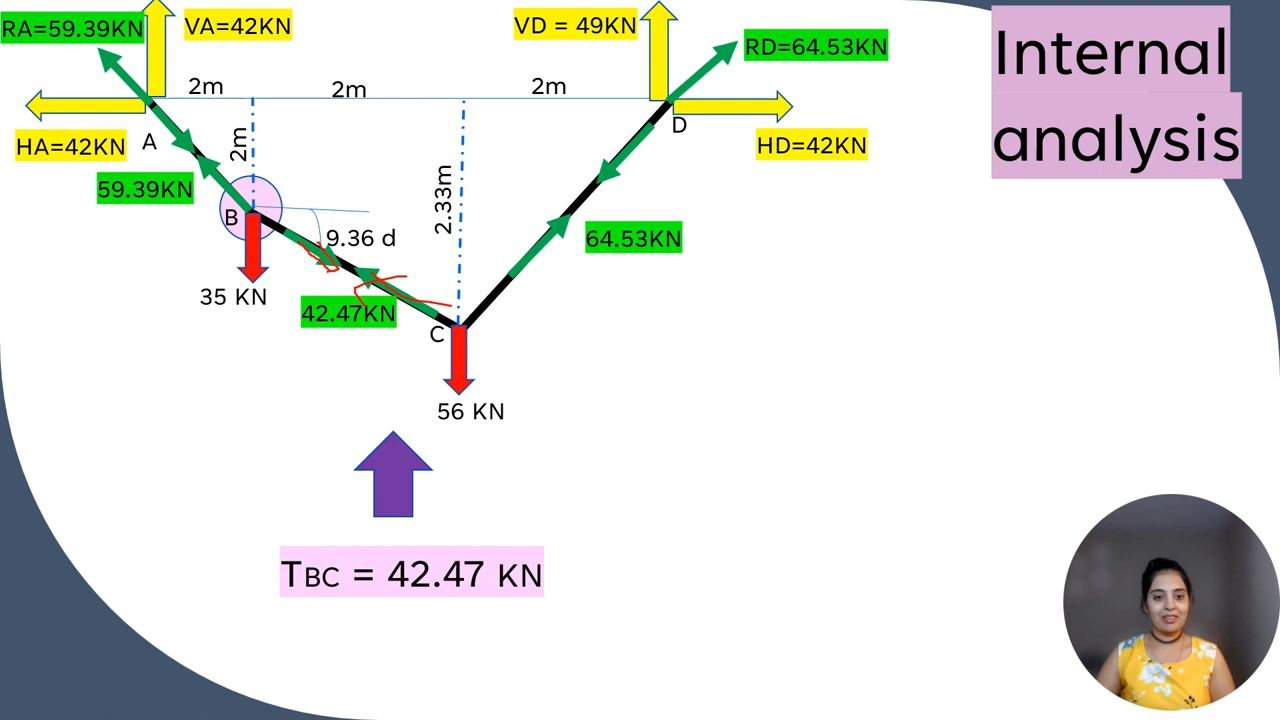 RA=59.39KN
VA=42KN
VD = 49KN
RD=64.53KN
Internal
analysis
2m
2m
2m
HA=42KN
A
2m
D
HD=42KN
59.39KN
2.33m
B
9.36 d
64.53KN
35 KN
42.47KN
C
56 KN
TBC = 42.47 KN